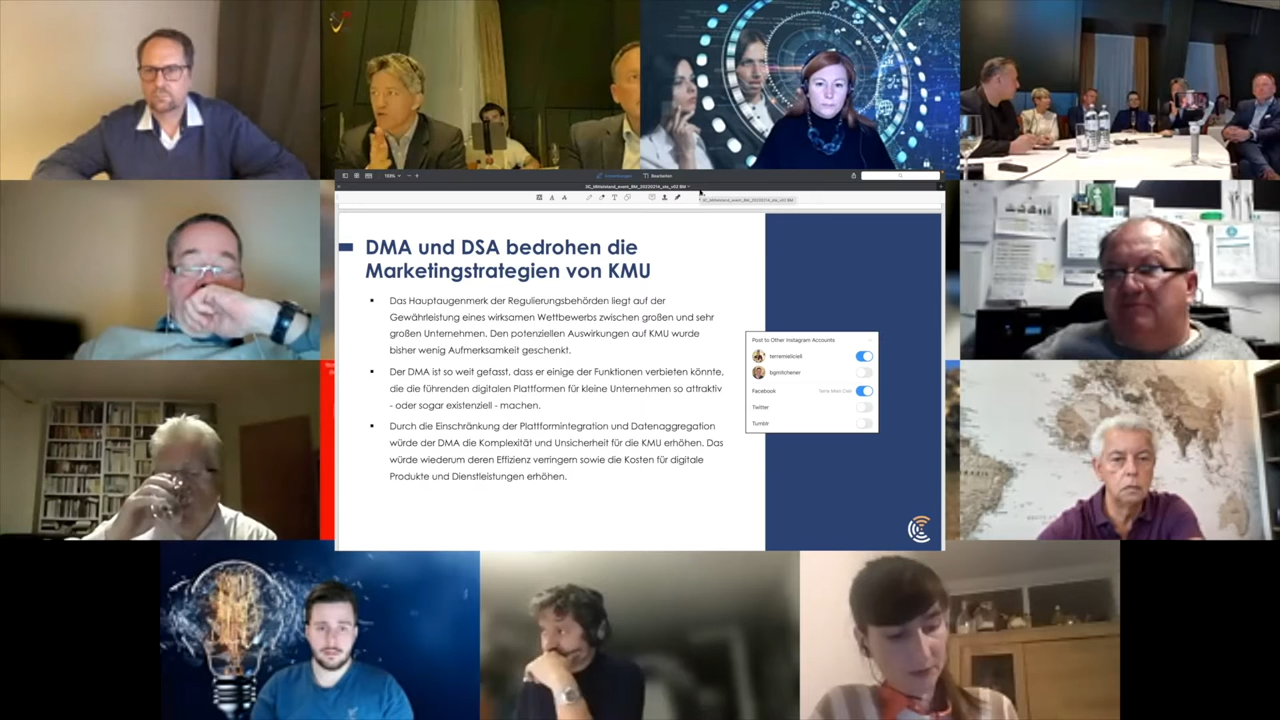 133%
Bearbeiten
DMA und DSA bedrohen die
Marketingstrategien von KMU
Das Hauptaugenmerk der Regulierungsbehörden liegt auf der
Gewährleistung eines wirksamen Wettbewerbs zwischen großen und sehr
großen Unternehmen. Den potenziellen Auswirkungen auf KMU wurde
bisher wenig Aufmerksamkeit geschenkt.
Der DMA ist so weit gefasst, dass er einige der Funktionen verbieten könnte,
die die führenden digitalen Plattformen für kleine Unternehmen so attraktiv
- oder sogar existenziell - machen.
Durch die Einschränkung der Plattformintegration und Datenaggregation
würde der DMA die Komplexität und Unsicherheit für die KMU erhöhen. Das
würde wiederum deren Effizienz verringern sowie die Kosten für digitale
Produkte und Dienstleistungen erhöhen.
Post to Other Instagram Accounts
terremielicieli
bgmitchener
Facebook
Twitter
Tumblr